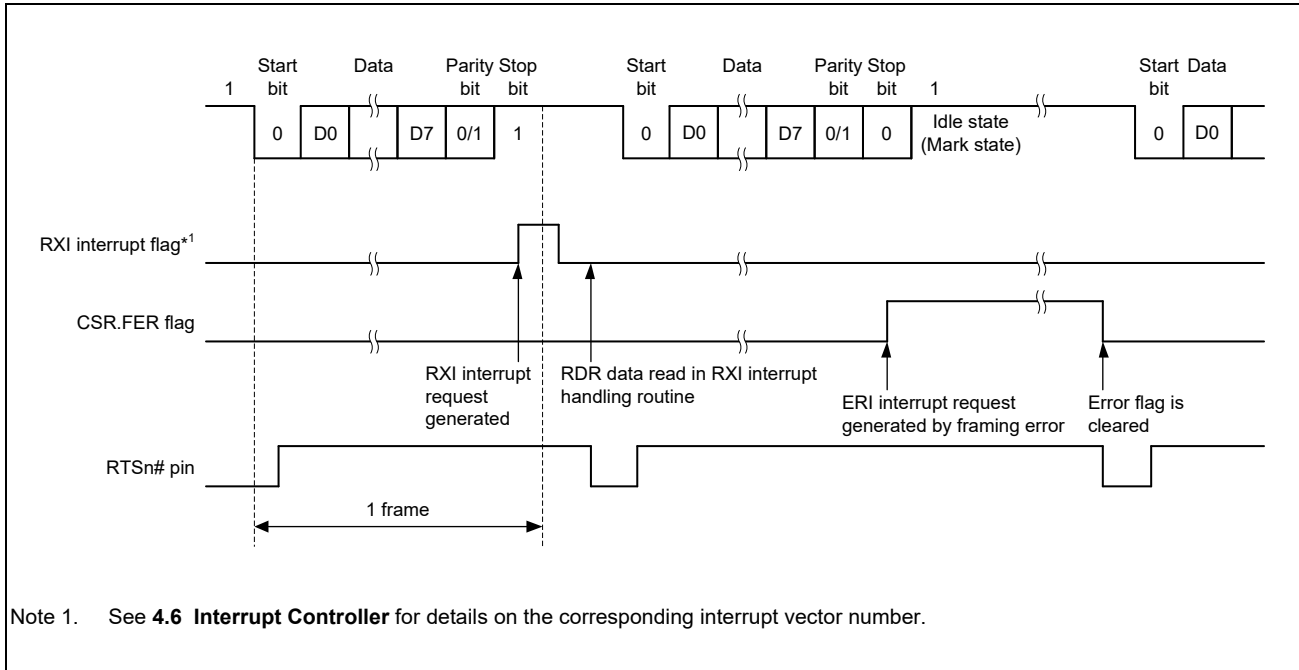 Start bit Data Parity bit Stop bit Start bit Data Parity bit Stop bit Start bit Data
1 1
0 D0 D7 0/1 1 0 D0 D7 0/1 0 Idle state (Mark state) 0 D0
RXI interrupt flag*1
CSR.FER flag
RXI interrupt
request
generated
RDR data read in RXI interrupt
handling routine
ERI interrupt request
generated by framing error
Error flag is
cleared
RTSn# pin
1 frame
Note 1. See 4.6 Interrupt Controller for details on the corresponding interrupt vector number.